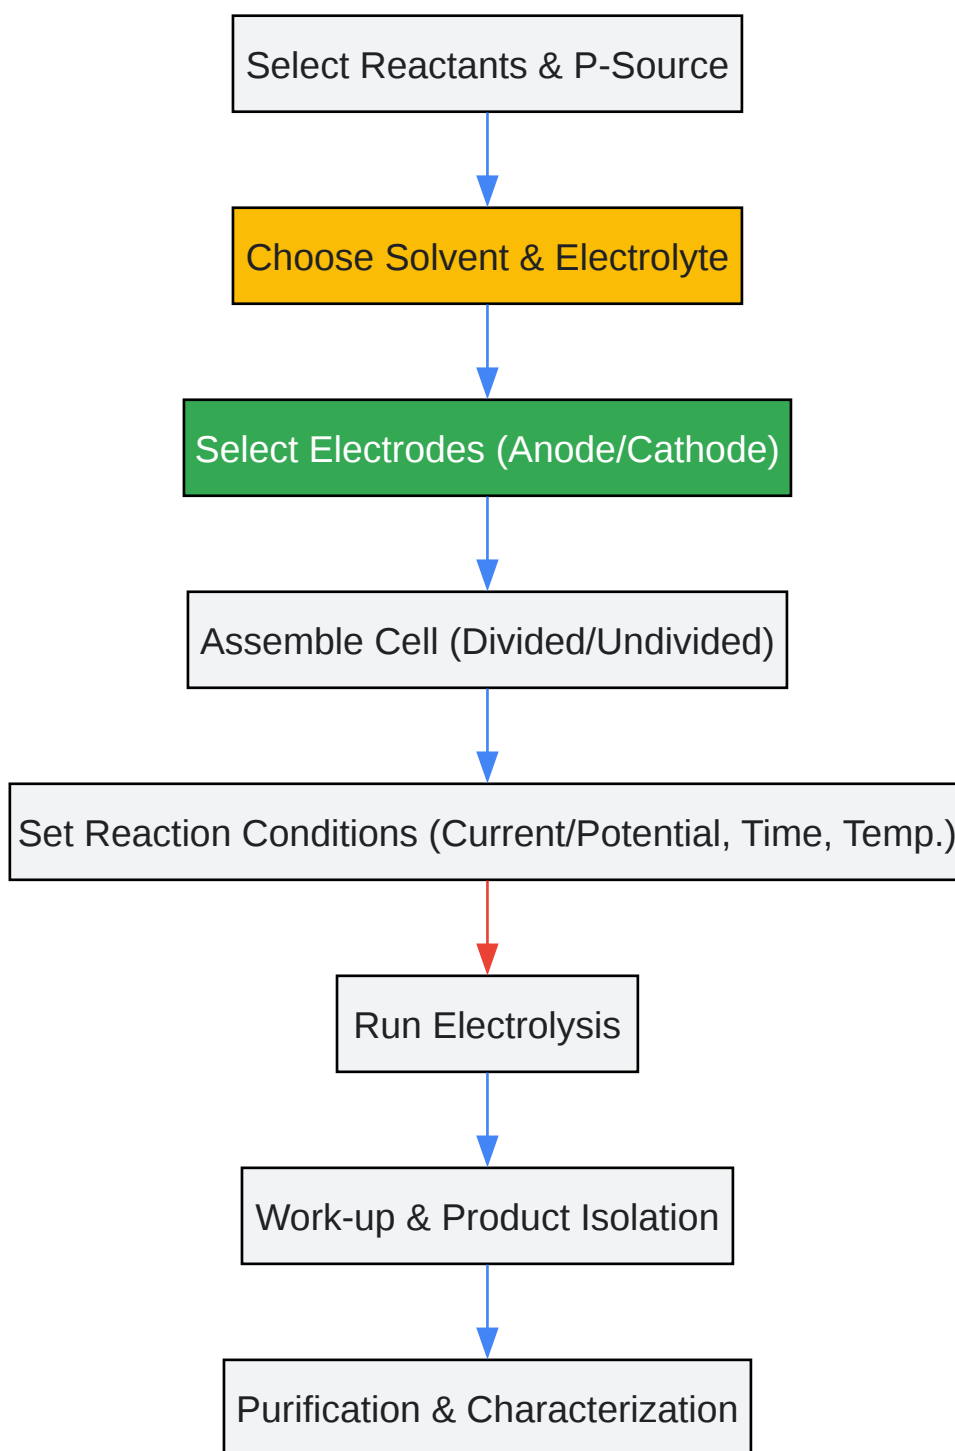 Select Reactants & P-Source
Choose Solvent & Electrolyte
Select Electrodes (Anode/Cathode)
Assemble Cell (Divided/Undivided)
Set Reaction Conditions (Current/Potential, Time, Temp.)
Run Electrolysis
Work-up & Product Isolation
Purification & Characterization